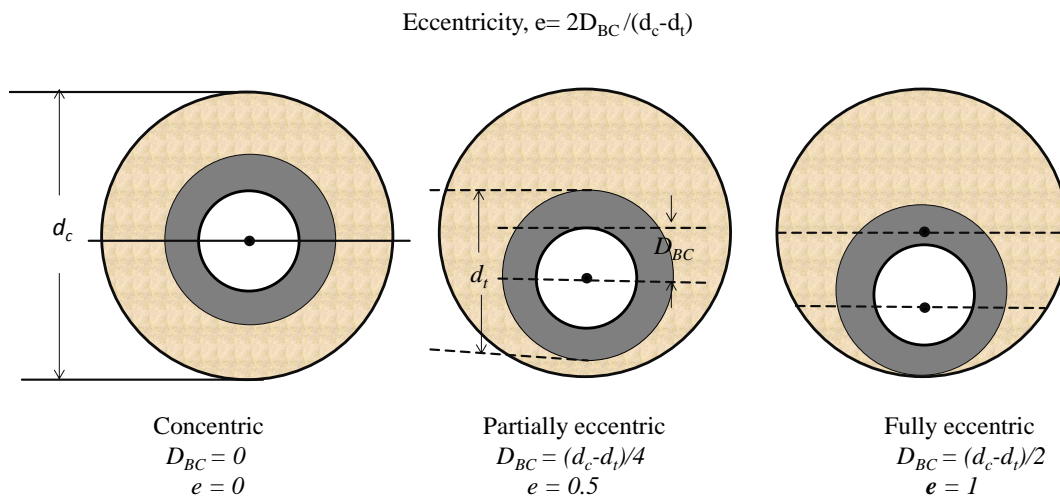 Eccentricity, e= 2D_BC/(d_c-d_t)
d_c
d_t
D_BC
Concentric
D_BC = 0
e = 0
Partially eccentric
D_BC = (d_c-d_t)/4
e = 0.5
Fully eccentric
D_BC = (d_c-d_t)/2
e = 1